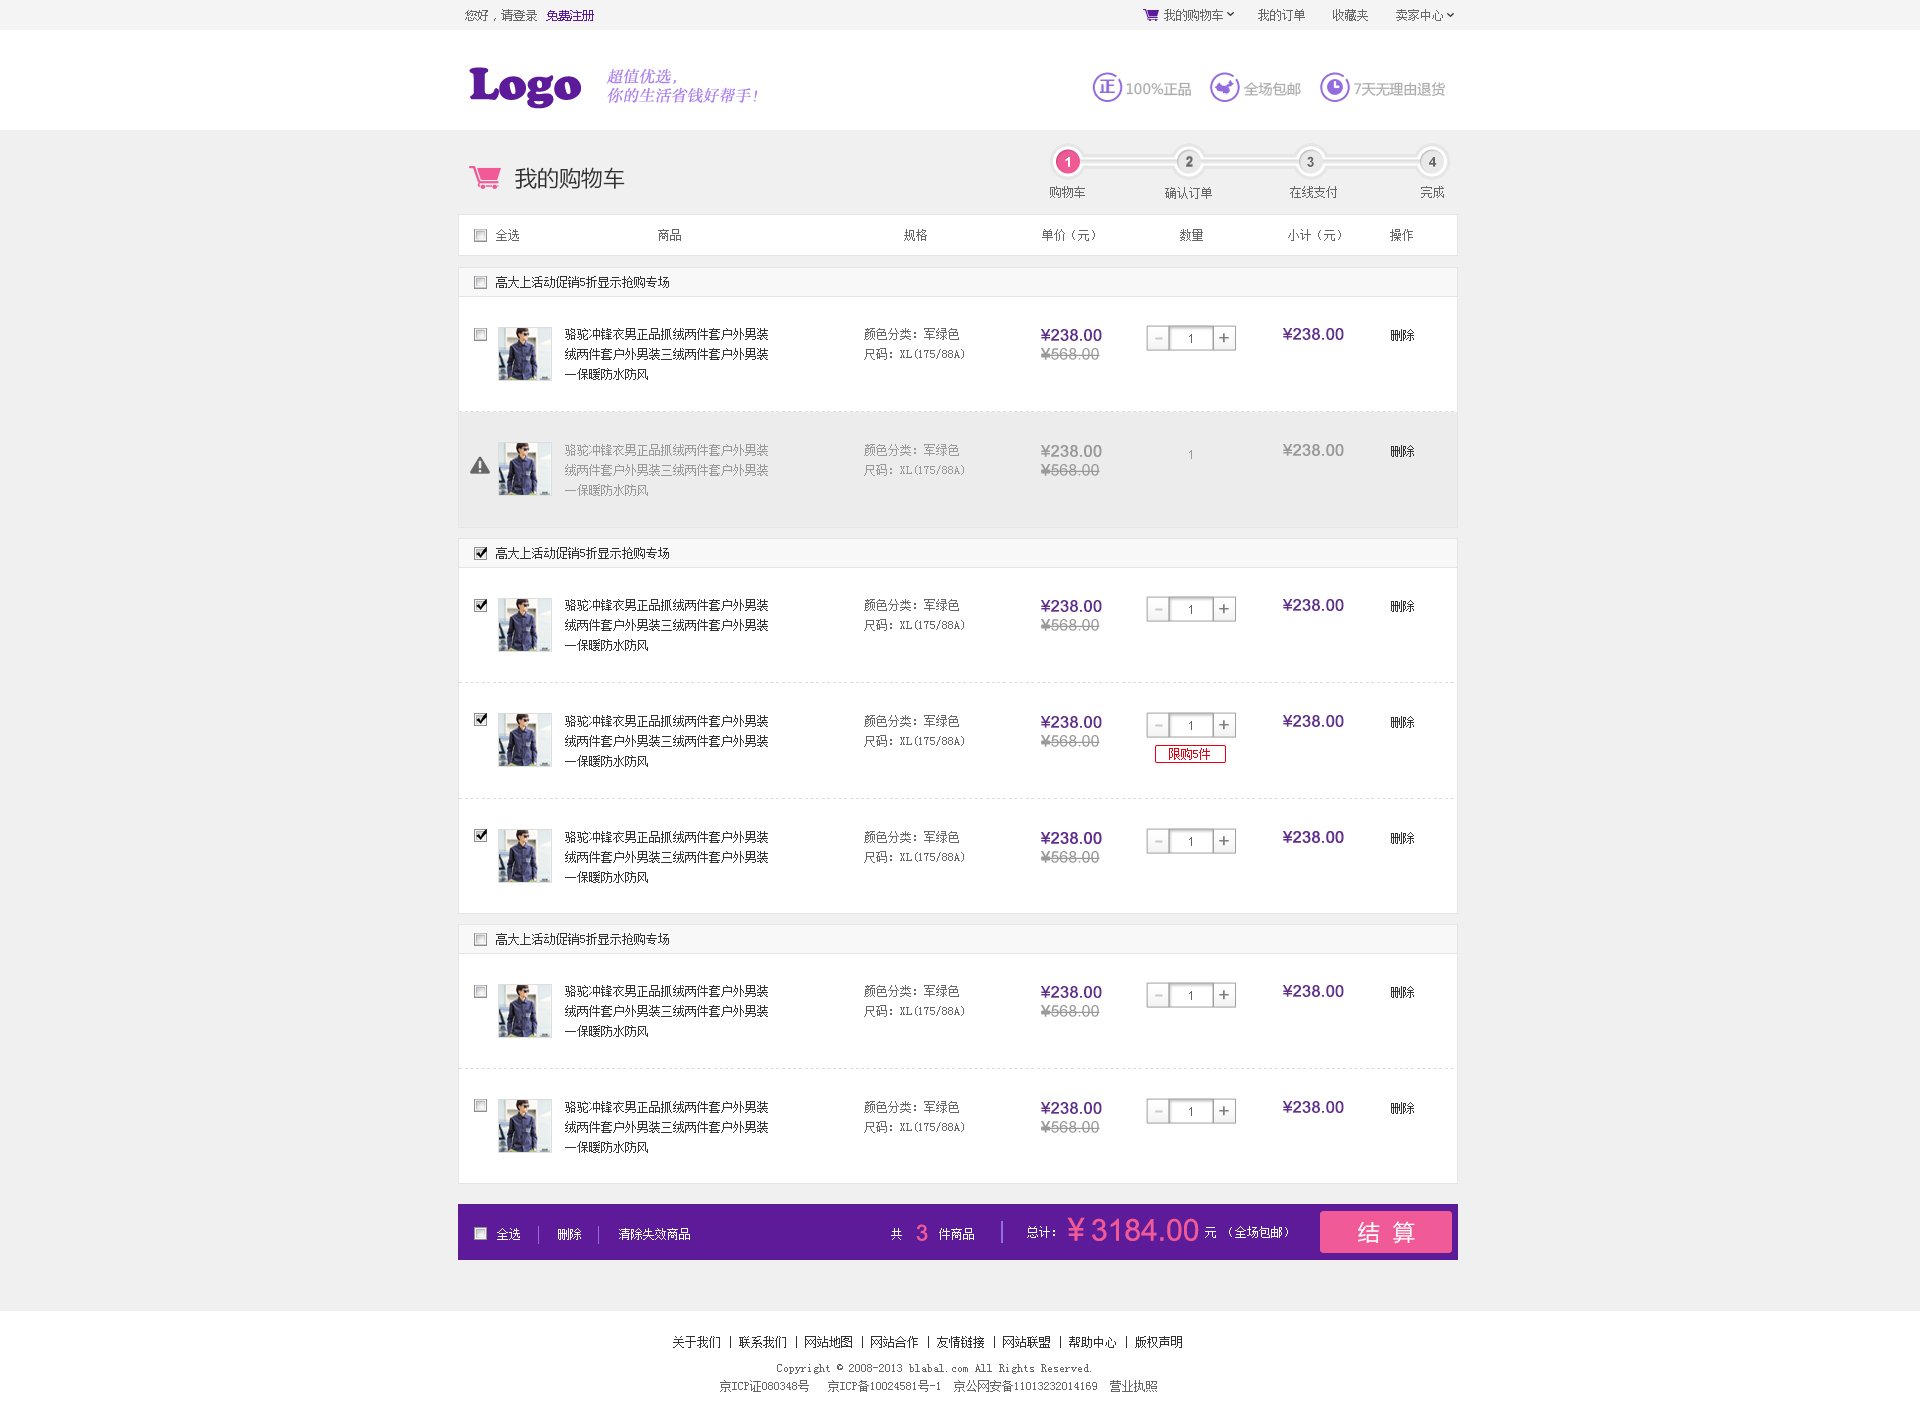 您好，请登录 免费注册 我的购物车 我的订单 收藏夹 卖家中心
Logo 超值优选，
你的生活省钱好帮手！
正 100%正品 全场包邮 7天无理由退货
我的购物车
1 2 3 4
购物车 确认订单 在线支付 完成
全选 商品 规格 单价（元） 数量 小计（元） 操作
高大上活动促销5折显示抢购专场
骆驼冲锋衣男正品抓绒两件套户外男装 颜色分类：军绿色 ¥238.00 - 1 + ¥238.00 删除
绒两件套户外男装三绒两件套户外男装 尺码：XL(175/88A) ¥568.00
一保暖防水防风
骆驼冲锋衣男正品抓绒两件套户外男装 颜色分类：军绿色 ¥238.00 1 ¥238.00 删除
绒两件套户外男装三绒两件套户外男装 尺码：XL(175/88A) ¥568.00
一保暖防水防风
高大上活动促销5折显示抢购专场
骆驼冲锋衣男正品抓绒两件套户外男装 颜色分类：军绿色 ¥238.00 - 1 + ¥238.00 删除
绒两件套户外男装三绒两件套户外男装 尺码：XL(175/88A) ¥568.00
一保暖防水防风
骆驼冲锋衣男正品抓绒两件套户外男装 颜色分类：军绿色 ¥238.00 - 1 + ¥238.00 删除
绒两件套户外男装三绒两件套户外男装 尺码：XL(175/88A) ¥568.00 限购5件
一保暖防水防风
骆驼冲锋衣男正品抓绒两件套户外男装 颜色分类：军绿色 ¥238.00 - 1 + ¥238.00 删除
绒两件套户外男装三绒两件套户外男装 尺码：XL(175/88A) ¥568.00
一保暖防水防风
高大上活动促销5折显示抢购专场
骆驼冲锋衣男正品抓绒两件套户外男装 颜色分类：军绿色 ¥238.00 - 1 + ¥238.00 删除
绒两件套户外男装三绒两件套户外男装 尺码：XL(175/88A) ¥568.00
一保暖防水防风
骆驼冲锋衣男正品抓绒两件套户外男装 颜色分类：军绿色 ¥238.00 - 1 + ¥238.00 删除
绒两件套户外男装三绒两件套户外男装 尺码：XL(175/88A) ¥568.00
一保暖防水防风
全选 | 删除 | 清除失效商品 共 3 件商品 | 总计：¥ 3184.00 元 （全场包邮） 结 算
关于我们 | 联系我们 | 网站地图 | 网站合作 | 友情链接 | 网站联盟 | 帮助中心 | 版权声明
Copyright © 2008-2013 blabal.com All Rights Reserved.
京ICP证080348号 京ICP备10024581号-1 京公网安备11013232014169 营业执照